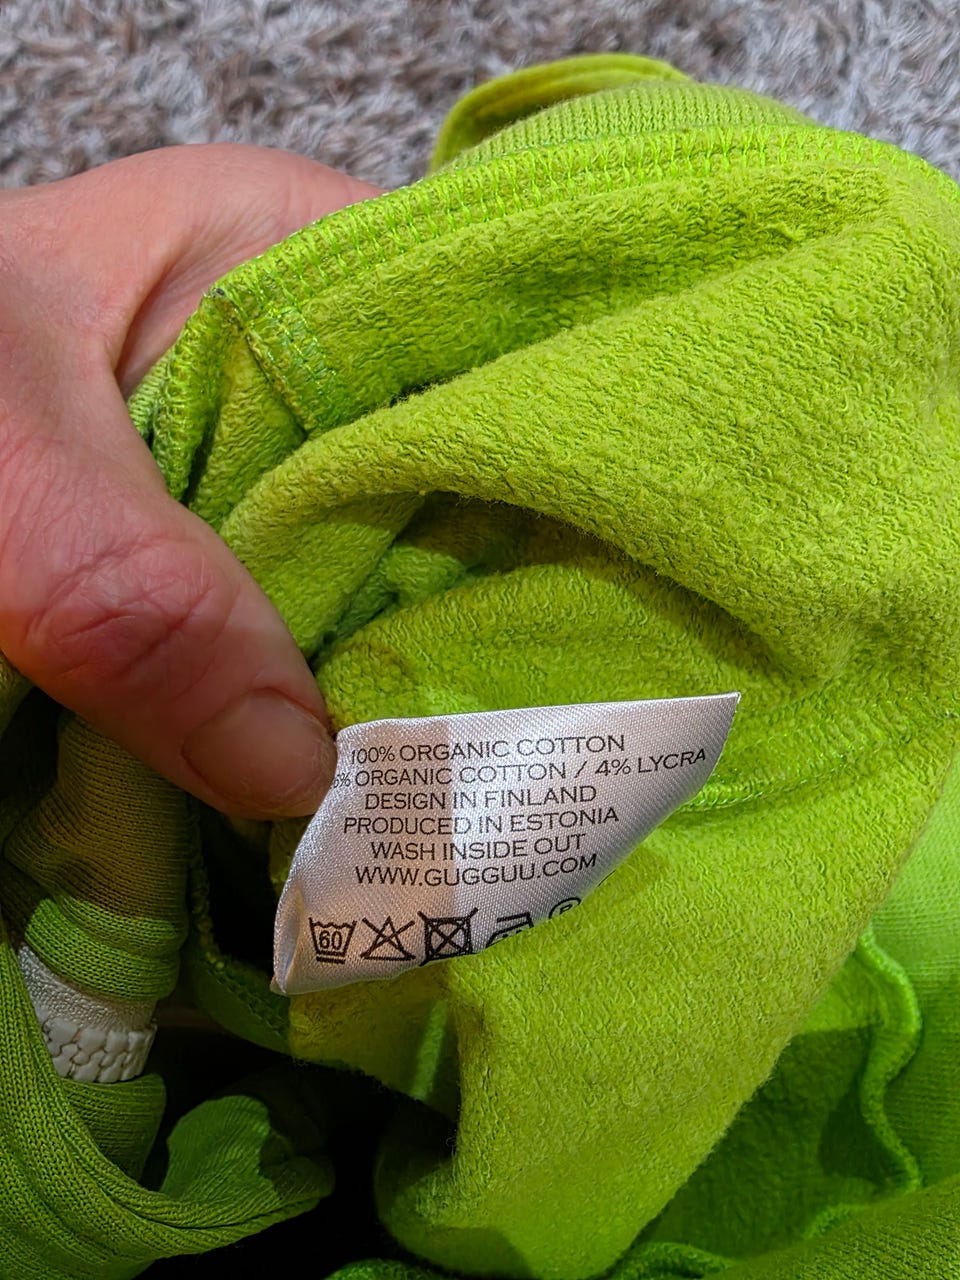 100% ORGANIC COTTON
% ORGANIC COTTON / 4% LYCRA
DESIGN IN FINLAND
PRODUCED IN ESTONIA
WASH INSIDE OUT
WWW.GUGGUU.COM
60